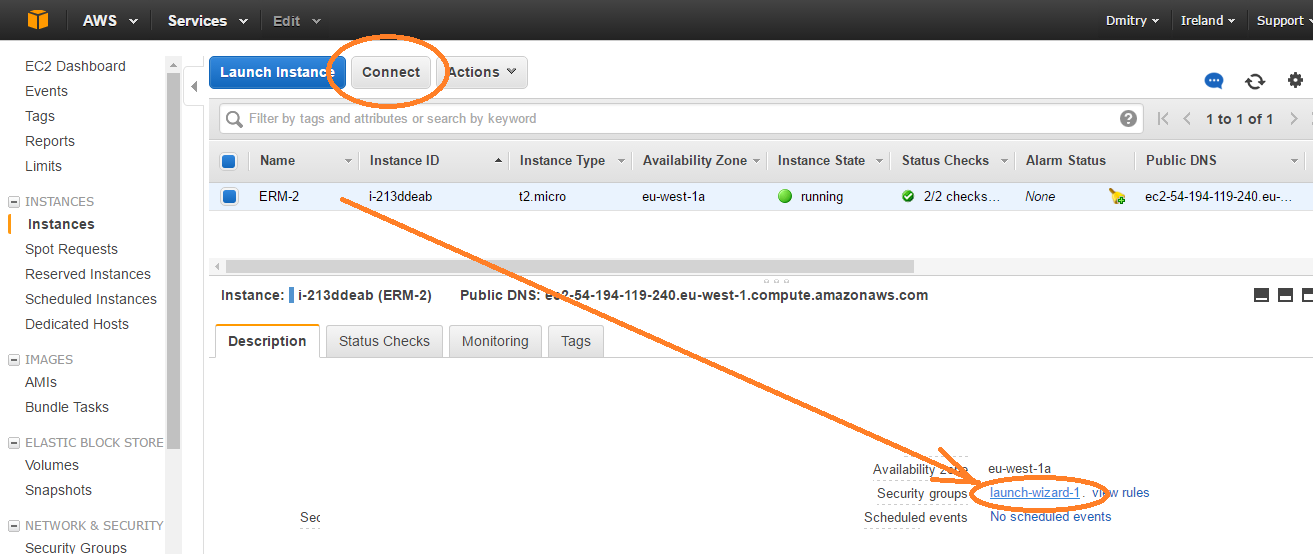 AWS Services Edit Dmitry Ireland Support
EC2 Dashboard
Events
Tags
Reports
Limits
INSTANCES
Instances
Spot Requests
Reserved Instances
Scheduled Instances
Dedicated Hosts
IMAGES
AMIs
Bundle Tasks
ELASTIC BLOCK STORE
Volumes
Snapshots
NETWORK & SECURITY
Security Groups
Launch Instance Connect Actions
Filter by tags and attributes or search by keyword 1 to 1 of 1
Name Instance ID Instance Type Availability Zone Instance State Status Checks Alarm Status Public DNS
ERM-2 i-213ddeab t2.micro eu-west-1a running 2/2 checks... None ec2-54-194-119-240.eu-...
Instance: i-213ddeab (ERM-2) Public DNS: ec2-54-194-119-240.eu-west-1.compute.amazonaws.com
Description Status Checks Monitoring Tags
Availability zone eu-west-1a
Security groups launch-wizard-1. view rules
Sec Scheduled events No scheduled events